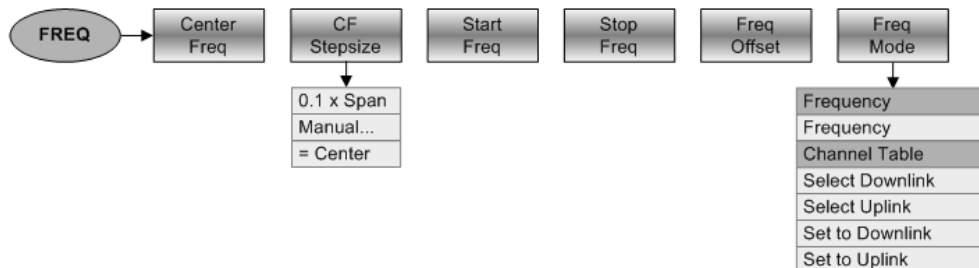 FREQ
Center
Freq
CF
Stepsize
Start
Freq
Stop
Freq
Freq
Offset
Freq
Mode
0.1 x Span
Manual...
= Center
Frequency
Frequency
Channel Table
Select Downlink
Select Uplink
Set to Downlink
Set to Uplink